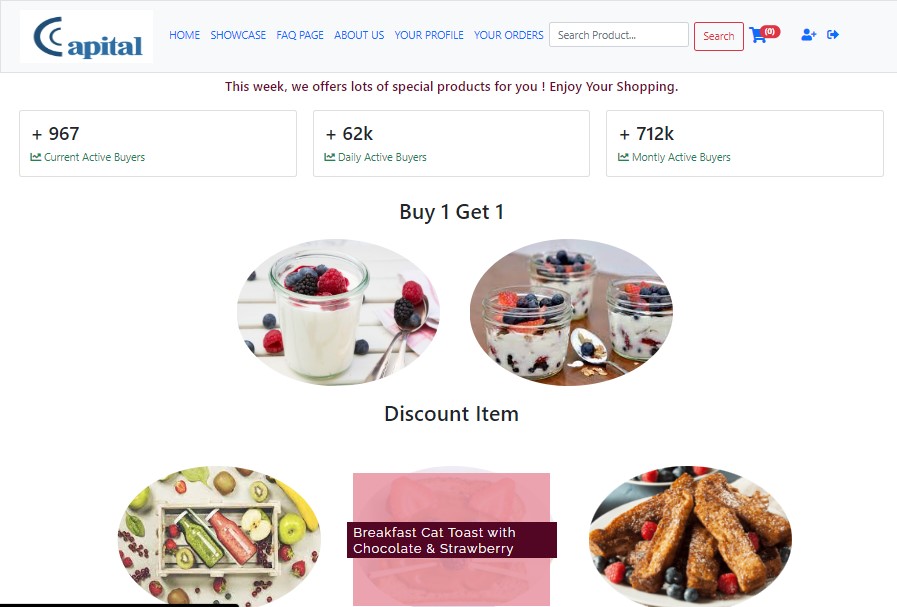 Capital
HOME SHOWCASE FAQ PAGE ABOUT US YOUR PROFILE YOUR ORDERS Search Product... Search (0)
This week, we offers lots of special products for you ! Enjoy Your Shopping.
+ 967
Current Active Buyers
+ 62k
Daily Active Buyers
+ 712k
Montly Active Buyers
Buy 1 Get 1
Discount Item
Breakfast Cat Toast with
Chocolate & Strawberry